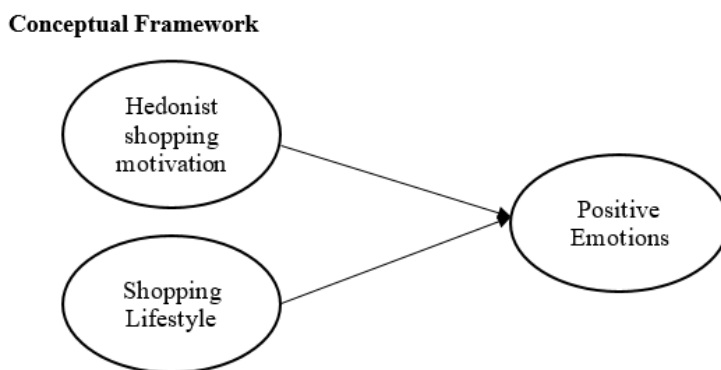 Conceptual Framework
Hedonist
shopping
motivation
Positive
Emotions
Shopping
Lifestyle